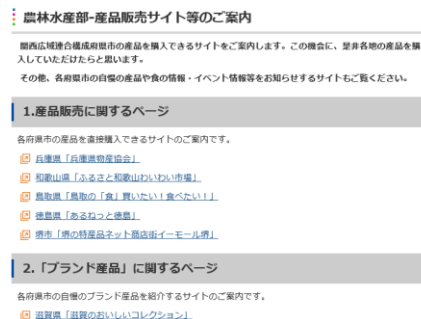 農林水産部-産品販売サイト等のご案内
関西広域連合構成府県市の産品を購入できるサイトをご案内します。この機会に、是非各地の産品を購
入していただけたらと思います。
その他、各府県市の自慢の産品や食の情報・イベント情報等をお知らせするサイトもご覧ください。
1.産品販売に関するページ
各府県市の産品を直接購入できるサイトのご案内です。
兵庫県「兵庫県物産協会」
和歌山県「ふるさと和歌山わいわい市場」
鳥取県「鳥取の「食」買いたい！食べたい！」
徳島県「あるねっと徳島」
堺市「堺の特産品ネット商店街イーモール堺」
2.「ブランド産品」に関するページ
各府県市の自慢のブランド産品を紹介するサイトのご案内です。
滋賀県「滋賀のおいしいコレクション」